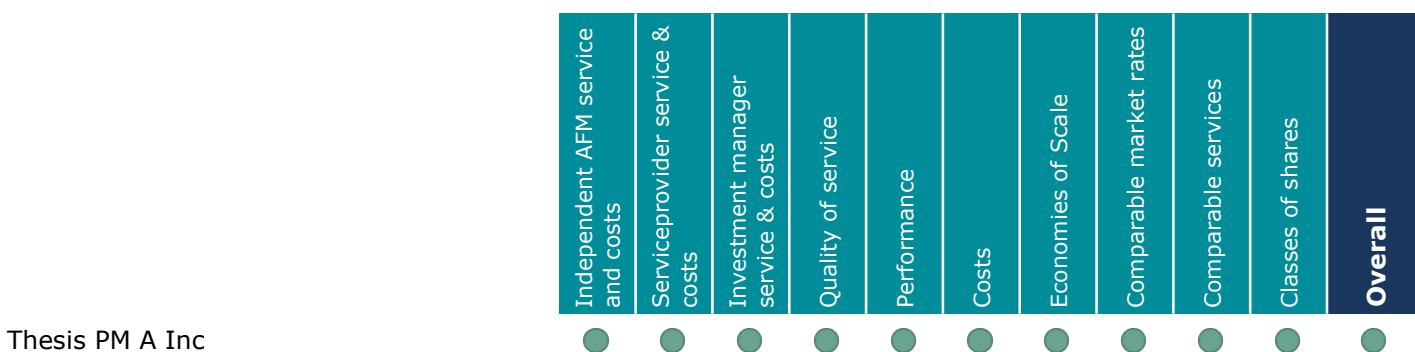 Independent AFM service
and costs
Serviceprovider service &
costs
Investment manager
service & costs
Quality of service
Performance
Costs
Economies of Scale
Comparable market rates
Comparable services
Classes of shares
Overall
Thesis PM A Inc